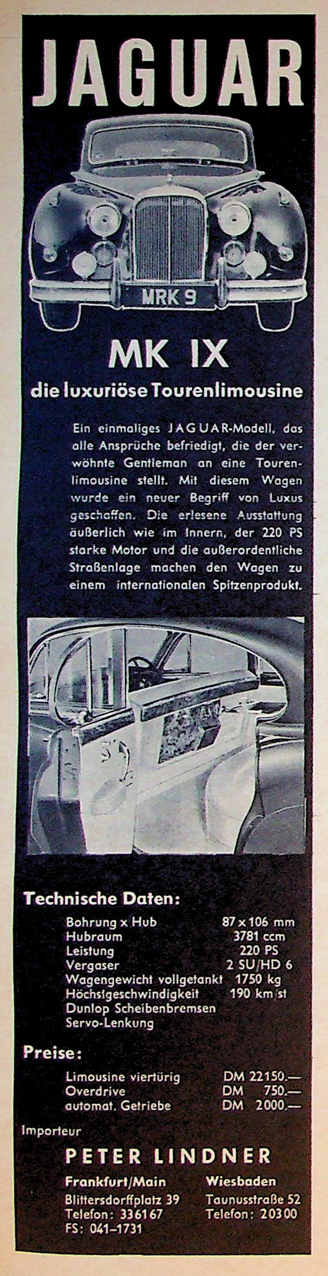 JAGUAR
MRK 9
MK IX
die luxuriöse Tourenlimousine
Ein einmaliges JAGUAR-Modell, das
alle Ansprüche befriedigt, die der ver-
wöhnte Gentleman an eine Touren-
limousine stellt. Mit diesem Wagen
wurde ein neuer Begriff von Luxus
geschaffen. Die erlesene Ausstattung
äußerlich wie im Innern, der 220 PS
starke Motor und die außerordentliche
Straßenlage machen den Wagen zu
einem internationalen Spitzenprodukt.
Technische Daten:
Bohrung x Hub 87 x 106 mm
Hubraum 3781 ccm
Leistung 220 PS
Vergaser 2 SU/HD 6
Wagengewicht vollgetankt 1750 kg
Höchstgeschwindigkeit 190 km/st
Dunlop Scheibenbremsen
Servo-Lenkung
Preise:
Limousine viertürig DM 22150.—
Overdrive DM 750.—
automat. Getriebe DM 2000.—
Importeur
PETER LINDNER
Frankfurt/Main Wiesbaden
Blittersdorffplatz 39 Taunusstraße 52
Telefon: 336167 Telefon: 20300
FS: 041-1731